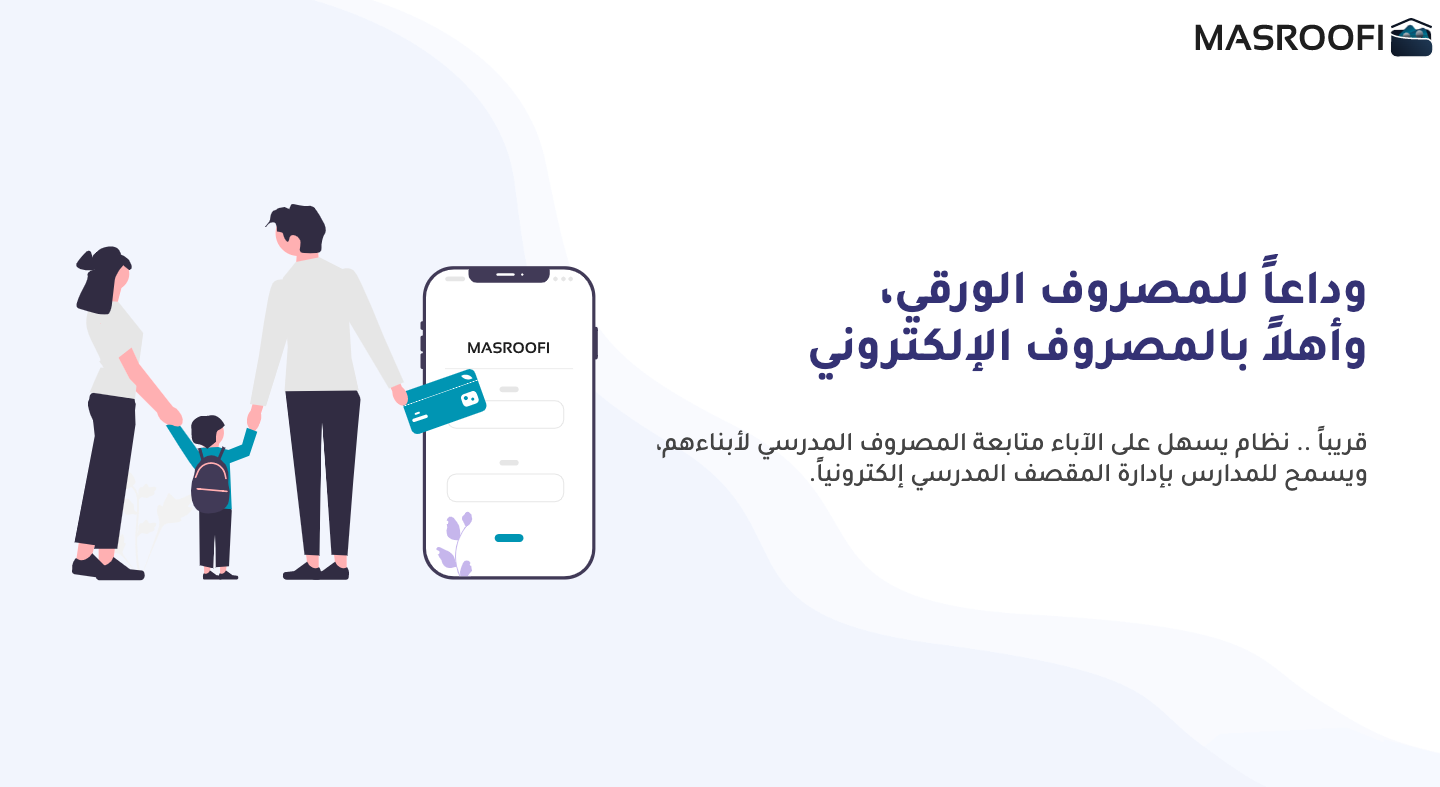 MASROOFI
وداعاً للمصروف الورقي،
وأهلاً بالمصروف الإلكتروني
قريباً .. نظام يسهل على الآباء متابعة المصروف المدرسي لأبناءهم،
ويسمح للمدارس بإدارة المقصف المدرسي إلكترونياً.
MASROOFI